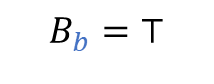 B_b = ⊤